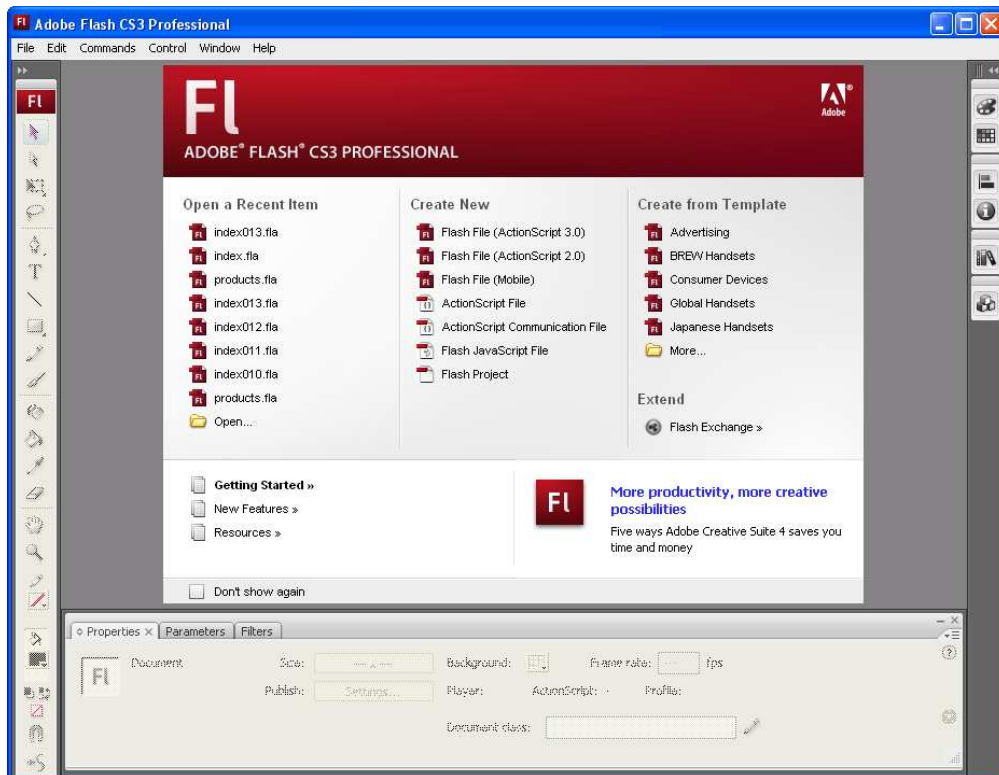 Adobe Flash CS3 Professional
File Edit Commands Control Window Help
Fl
Fl
Adobe
ADOBE® FLASH® CS3 PROFESSIONAL
Open a Recent Item
index013.fla
index.fla
products.fla
index013.fla
index012.fla
index011.fla
index010.fla
products.fla
Open...
Create New
Flash File (ActionScript 3.0)
Flash File (ActionScript 2.0)
Flash File (Mobile)
ActionScript File
ActionScript Communication File
Flash JavaScript File
Flash Project
Create from Template
Advertising
BREW Handsets
Consumer Devices
Global Handsets
Japanese Handsets
More...
Extend
Flash Exchange »
Getting Started »
New Features »
Resources »
Fl
More productivity, more creative
possibilities
Five ways Adobe Creative Suite 4 saves you
time and money
Don't show again
Properties × Parameters Filters
Fl
Document Size: Background: Frame rate: fps
Publish: Settings... Player: ActionScript: Profile:
Document class: